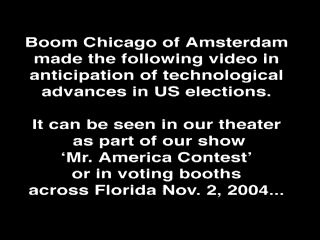 Boom Chicago of Amsterdam
made the following video in
anticipation of technological
advances in US elections.
It can be seen in our theater
as part of our show
‘Mr. America Contest’
or in voting booths
across Florida Nov. 2, 2004...